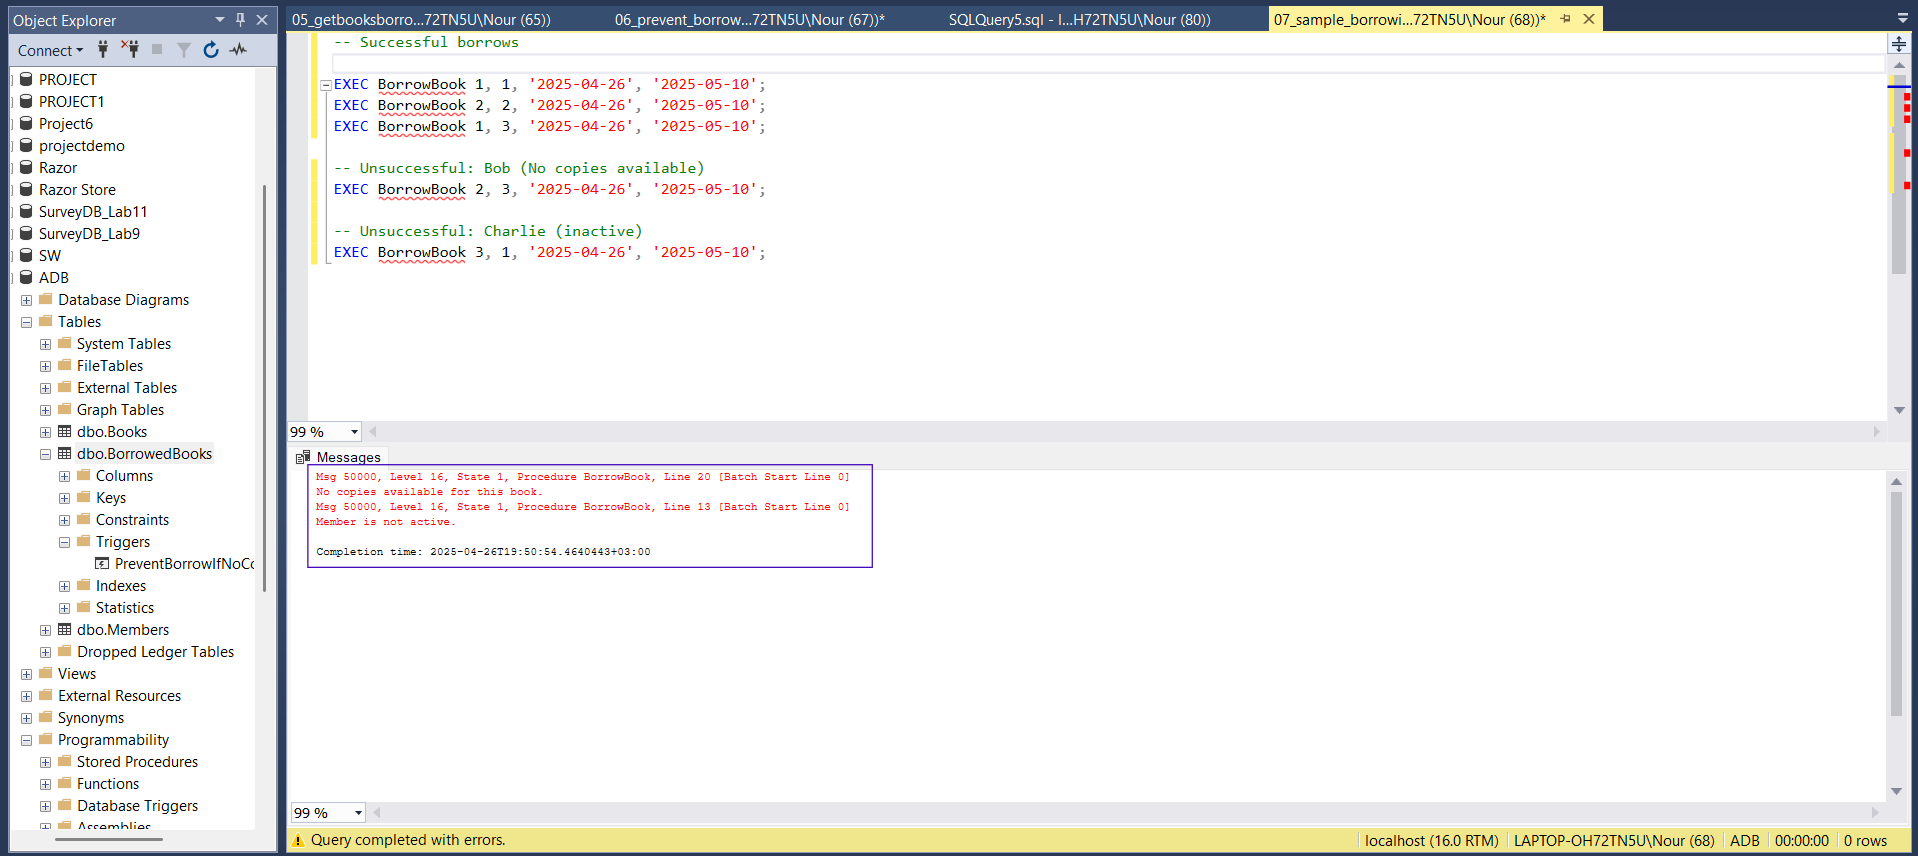 Object Explorer
Connect
PROJECT
PROJECT1
Project6
projectdemo
Razor
Razor Store
SurveyDB_Lab11
SurveyDB_Lab9
SW
ADB
Database Diagrams
Tables
System Tables
FileTables
External Tables
Graph Tables
dbo.Books
dbo.BorrowedBooks
Columns
Keys
Constraints
Triggers
PreventBorrowIfNoCo
Indexes
Statistics
dbo.Members
Dropped Ledger Tables
Views
External Resources
Synonyms
Programmability
Stored Procedures
Functions
Database Triggers
Assemblies
05_getbooksborro...72TN5U\Nour (65))
06_prevent_borrow...72TN5U\Nour (67))*
SQLQuery5.sql - l...H72TN5U\Nour (80))
07_sample_borrowi...72TN5U\Nour (68))*
-- Successful borrows
EXEC BorrowBook 1, 1, '2025-04-26', '2025-05-10';
EXEC BorrowBook 2, 2, '2025-04-26', '2025-05-10';
EXEC BorrowBook 1, 3, '2025-04-26', '2025-05-10';
-- Unsuccessful: Bob (No copies available)
EXEC BorrowBook 2, 3, '2025-04-26', '2025-05-10';
-- Unsuccessful: Charlie (inactive)
EXEC BorrowBook 3, 1, '2025-04-26', '2025-05-10';
99 %
Messages
Msg 50000, Level 16, State 1, Procedure BorrowBook, Line 20 [Batch Start Line 0]
No copies available for this book.
Msg 50000, Level 16, State 1, Procedure BorrowBook, Line 13 [Batch Start Line 0]
Member is not active.
Completion time: 2025-04-26T19:50:54.4640443+03:00
99 %
Query completed with errors.
localhost (16.0 RTM)
LAPTOP-OH72TN5U\Nour (68)
ADB
00:00:00
0 rows